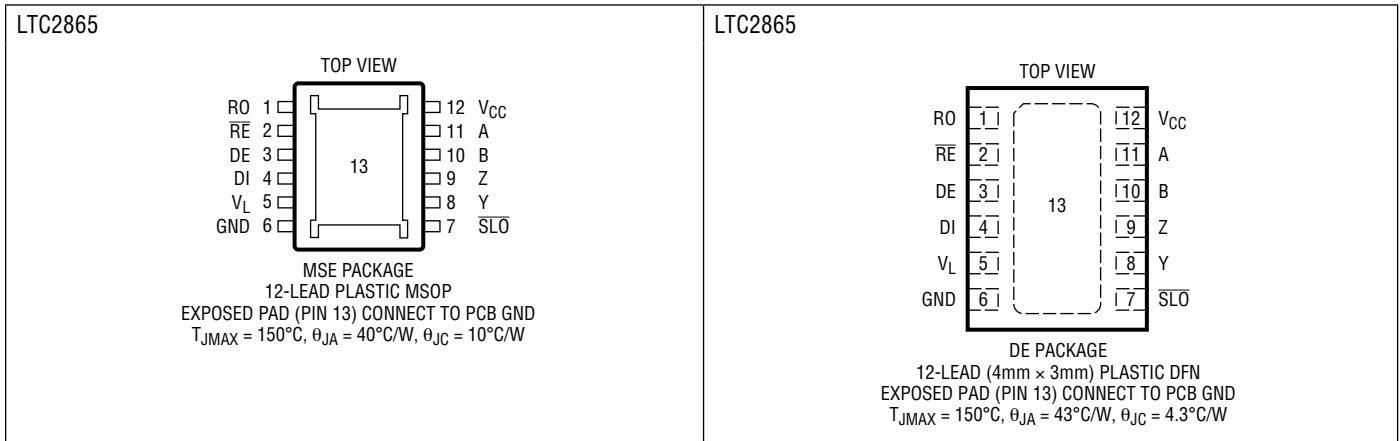 LTC2865
TOP VIEW
RO 1 12 VCC
RE 2 11 A
DE 3 10 B
DI 4 9 Z
VL 5 8 Y
GND 6 7 SLO
13
MSE PACKAGE
12-LEAD PLASTIC MSOP
EXPOSED PAD (PIN 13) CONNECT TO PCB GND
TJMAX = 150°C, θJA = 40°C/W, θJC = 10°C/W
LTC2865
TOP VIEW
RO 1 12 VCC
RE 2 11 A
DE 3 10 B
13
DI 4 9 Z
VL 5 8 Y
GND 6 7 SLO
DE PACKAGE
12-LEAD (4mm × 3mm) PLASTIC DFN
EXPOSED PAD (PIN 13) CONNECT TO PCB GND
TJMAX = 150°C, θJA = 43°C/W, θJC = 4.3°C/W